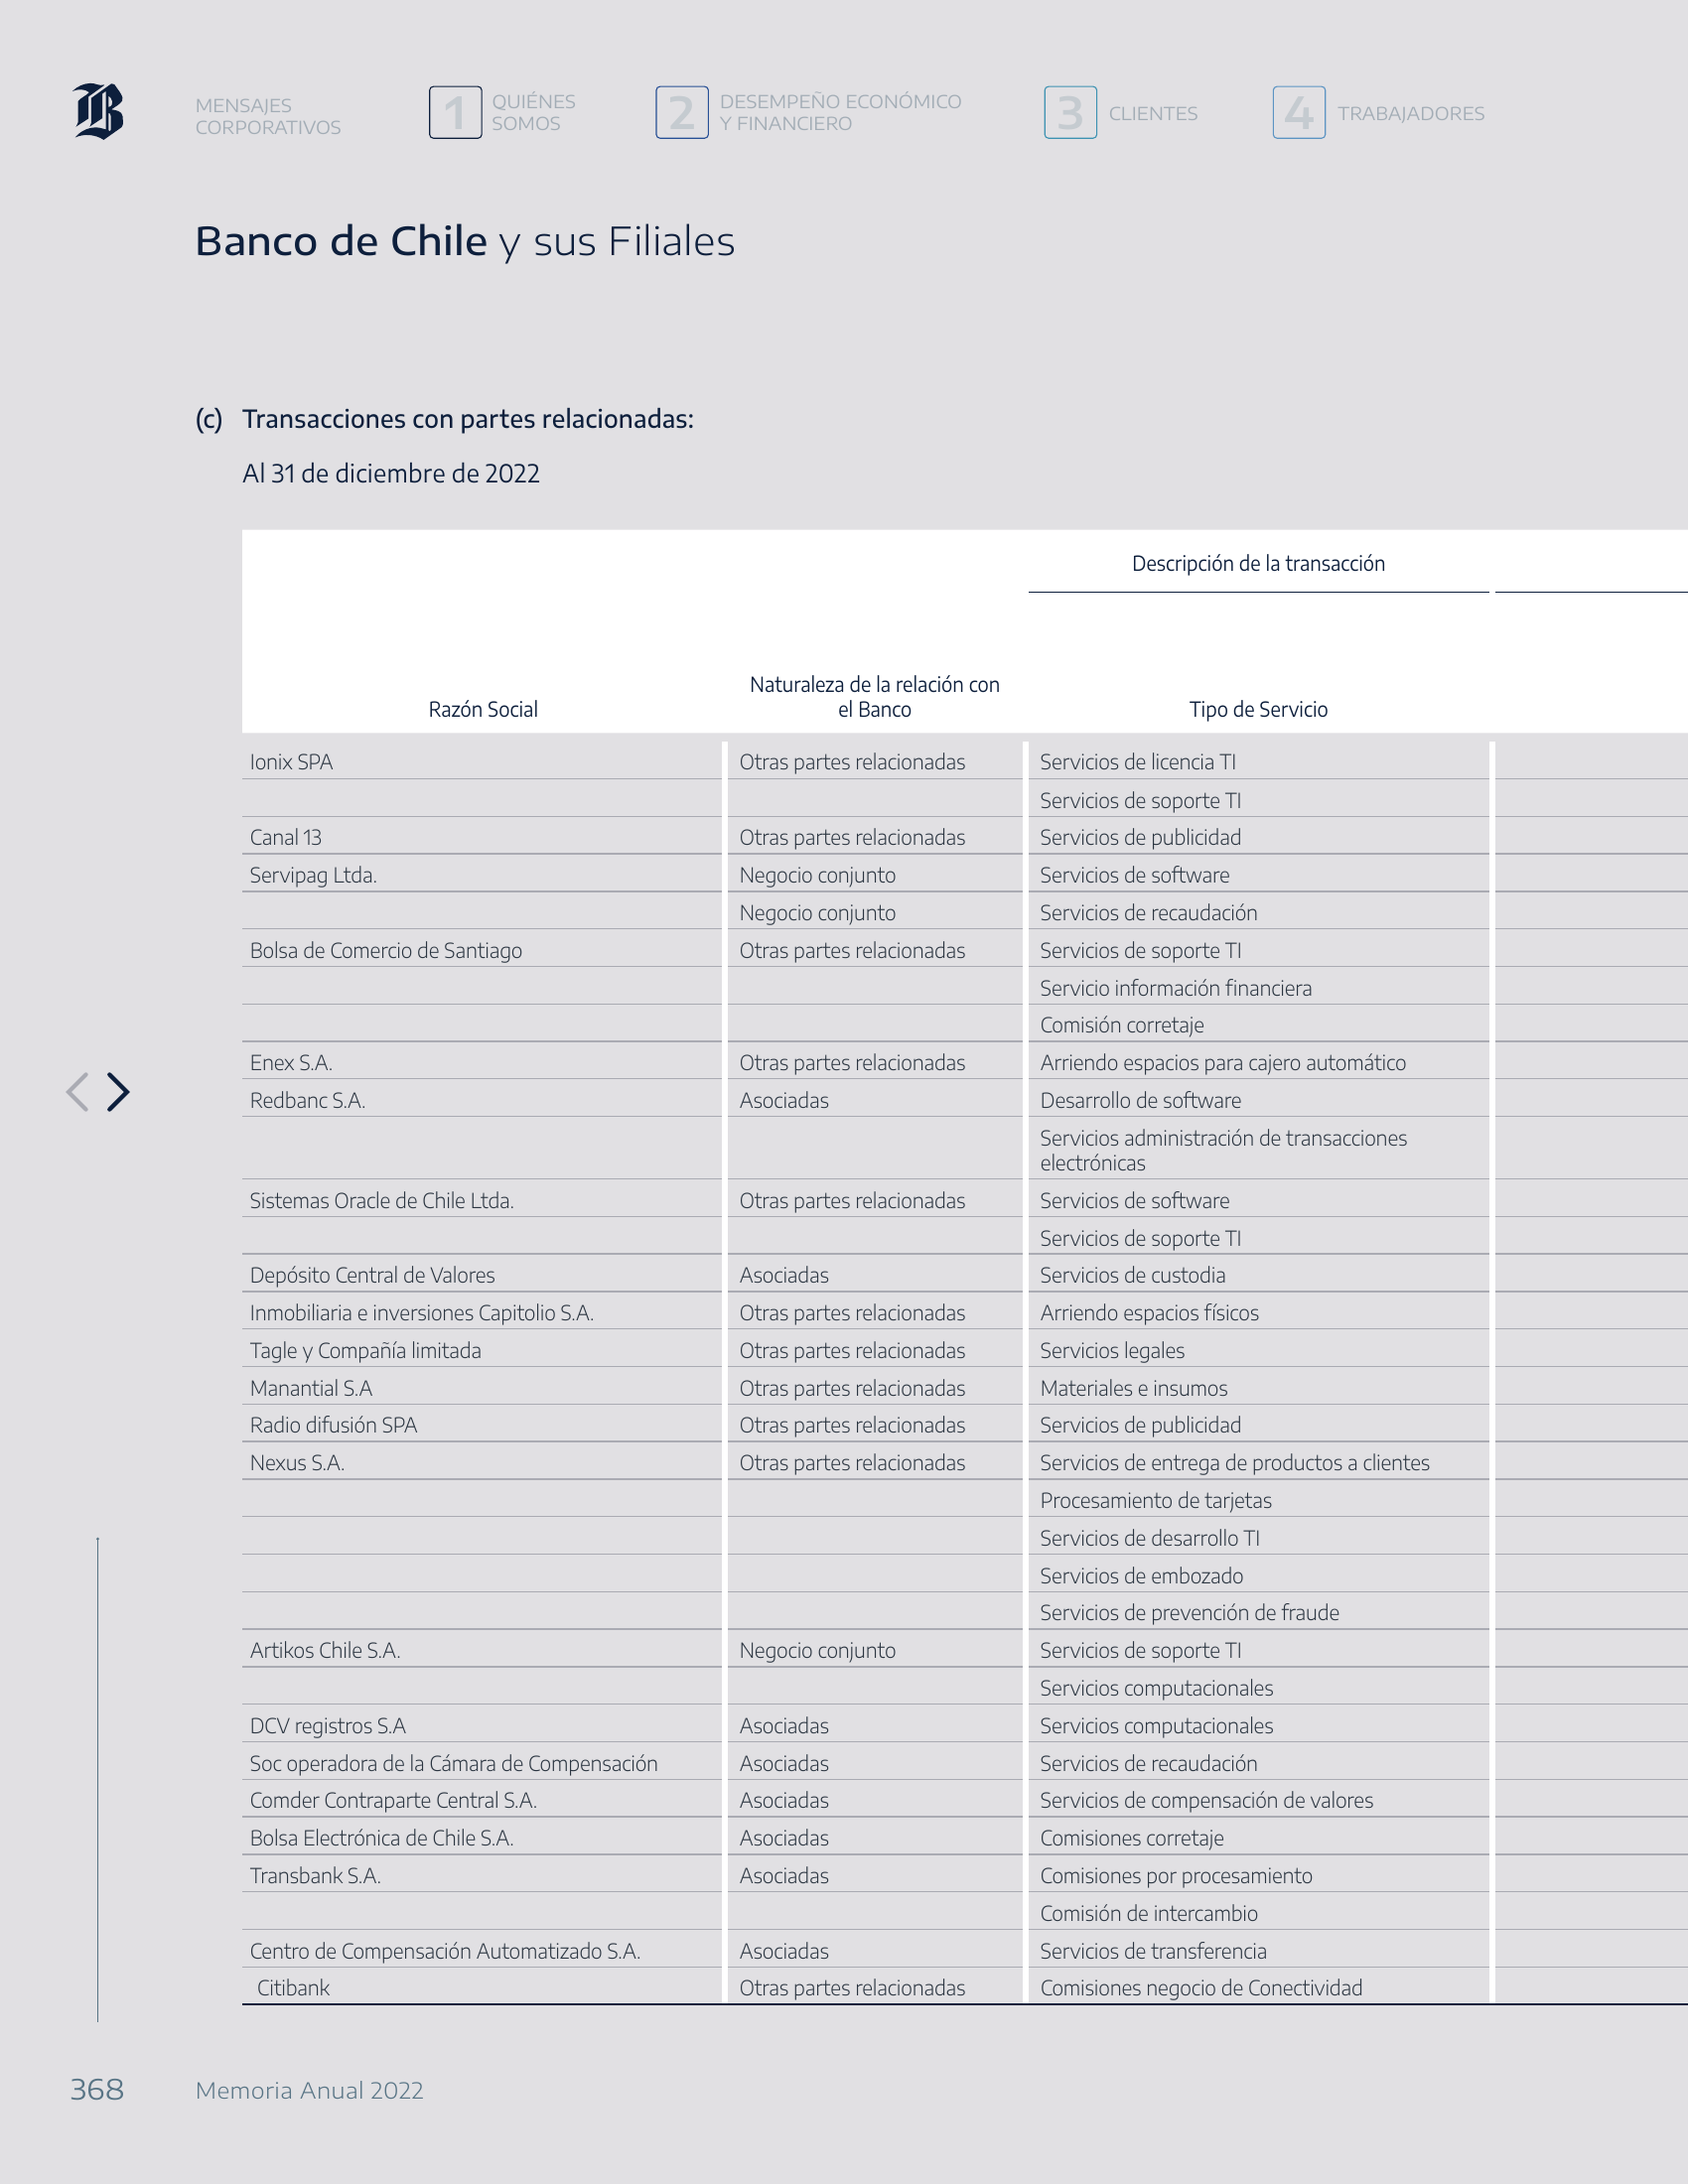 B
MENSAJES
CORPORATIVOS
1
QUIÉNES
SOMOS
2
DESEMPEÑO ECONÓMICO
Y FINANCIERO
3
CLIENTES
4
TRABAJADORES
Banco de Chile y sus Filiales
(c) Transacciones con partes relacionadas:
Al 31 de diciembre de 2022
Descripción de la transacción
Razón Social
Naturaleza de la relación con
el Banco
Tipo de Servicio
Ionix SPA Otras partes relacionadas Servicios de licencia TI
Servicios de soporte TI
Canal 13 Otras partes relacionadas Servicios de publicidad
Servipag Ltda. Negocio conjunto Servicios de software
Negocio conjunto Servicios de recaudación
Bolsa de Comercio de Santiago Otras partes relacionadas Servicios de soporte TI
Servicio información financiera
Comisión corretaje
Enex S.A. Otras partes relacionadas Arriendo espacios para cajero automático
Redbanc S.A. Asociadas Desarrollo de software
Servicios administración de transacciones
electrónicas
Sistemas Oracle de Chile Ltda. Otras partes relacionadas Servicios de software
Servicios de soporte TI
Depósito Central de Valores Asociadas Servicios de custodia
Inmobiliaria e inversiones Capitolio S.A. Otras partes relacionadas Arriendo espacios físicos
Tagle y Compañía limitada Otras partes relacionadas Servicios legales
Manantial S.A Otras partes relacionadas Materiales e insumos
Radio difusión SPA Otras partes relacionadas Servicios de publicidad
Nexus S.A. Otras partes relacionadas Servicios de entrega de productos a clientes
Procesamiento de tarjetas
Servicios de desarrollo TI
Servicios de embozado
Servicios de prevención de fraude
Artikos Chile S.A. Negocio conjunto Servicios de soporte TI
Servicios computacionales
DCV registros S.A Asociadas Servicios computacionales
Soc operadora de la Cámara de Compensación Asociadas Servicios de recaudación
Comder Contraparte Central S.A. Asociadas Servicios de compensación de valores
Bolsa Electrónica de Chile S.A. Asociadas Comisiones corretaje
Transbank S.A. Asociadas Comisiones por procesamiento
Comisión de intercambio
Centro de Compensación Automatizado S.A. Asociadas Servicios de transferencia
Citibank Otras partes relacionadas Comisiones negocio de Conectividad
368 Memoria Anual 2022